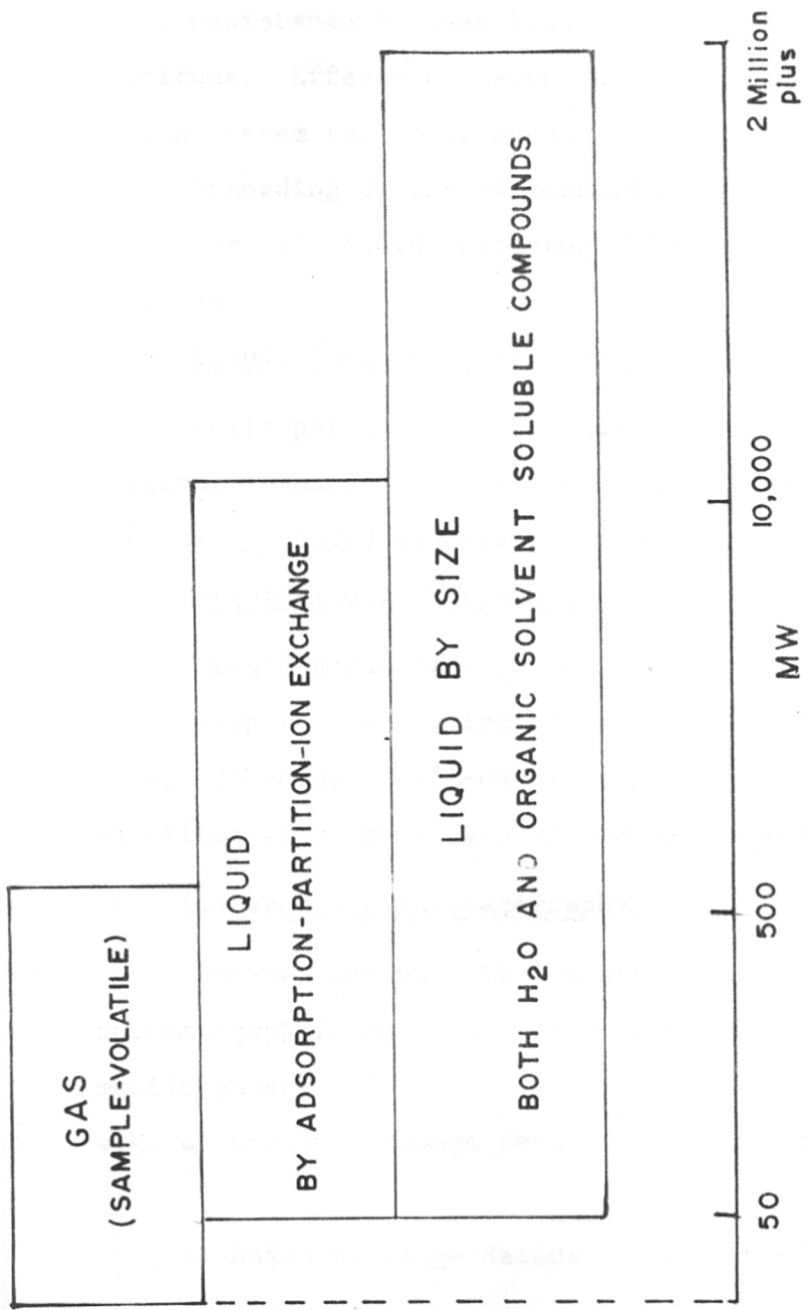 GAS
(SAMPLE-VOLATILE)
LIQUID
BY ADSORPTION-PARTITION-ION EXCHANGE
LIQUID BY SIZE
BOTH H2O AND ORGANIC SOLVENT SOLUBLE COMPOUNDS
50
500
10,000
2 Million
plus
MW